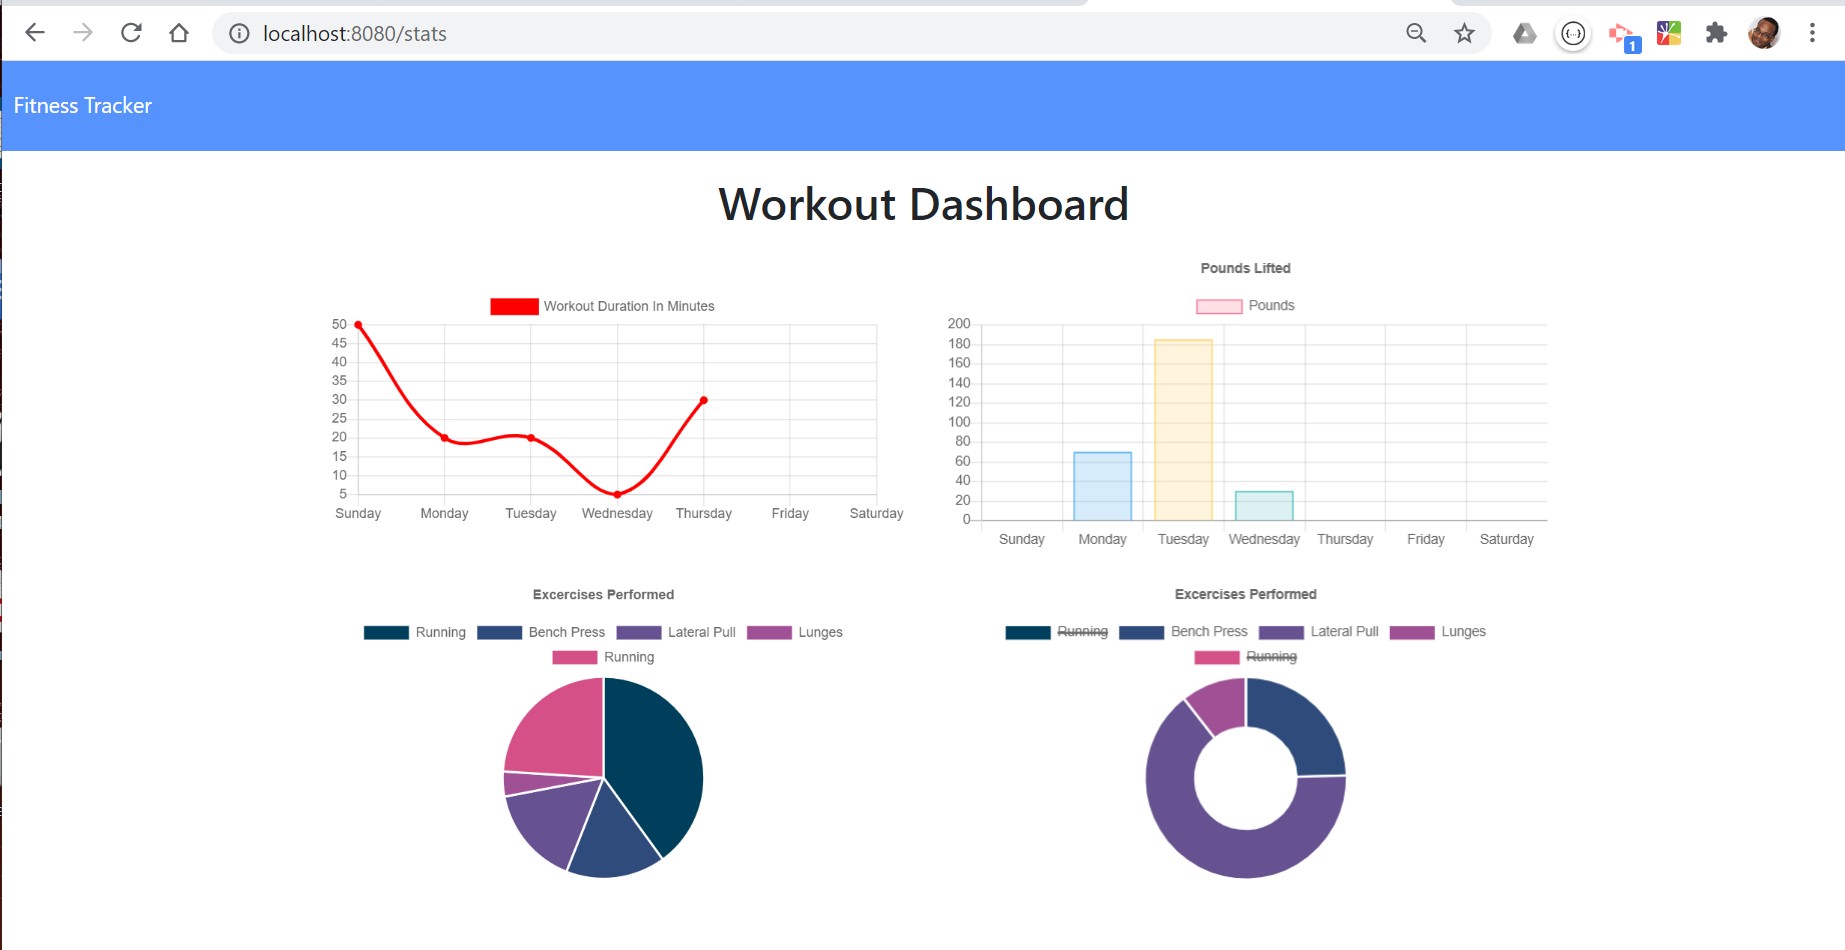 localhost:8080/stats
1
Fitness Tracker
Workout Dashboard
Workout Duration In Minutes
50
45
40
35
30
25
20
15
10
5
Sunday Monday Tuesday Wednesday Thursday Friday Saturday
Pounds Lifted
Pounds
200
180
160
140
120
100
80
60
40
20
0
Sunday Monday Tuesday Wednesday Thursday Friday Saturday
Excercises Performed
Running Bench Press Lateral Pull Lunges
Running
Excercises Performed
Running Bench Press Lateral Pull Lunges
Running